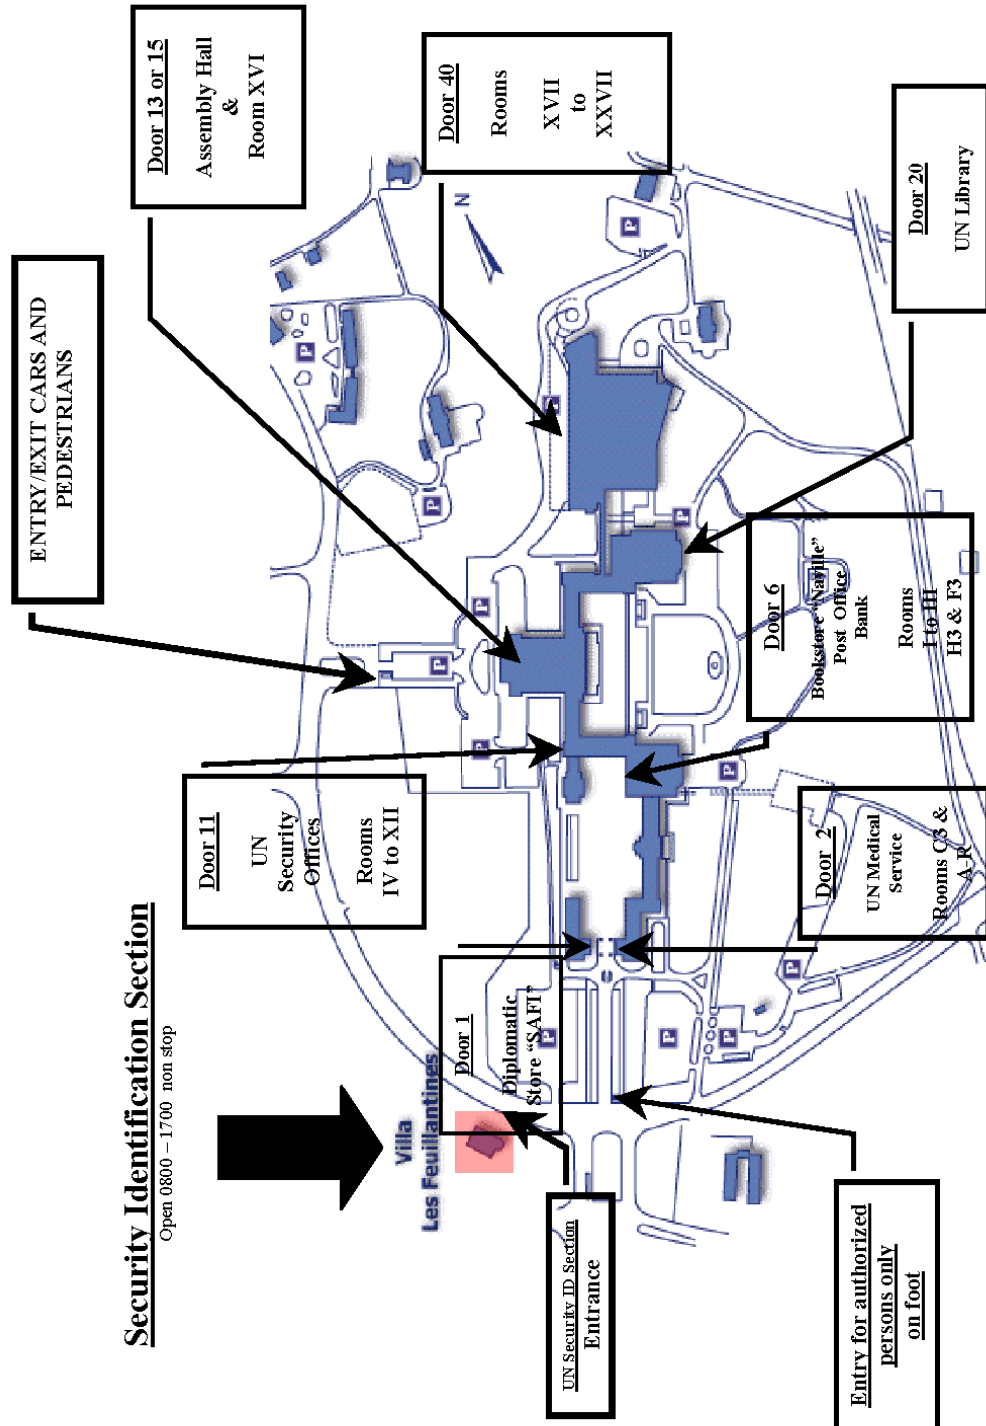 Security Identification Section
Open 0800 – 1700 non stop
ENTRY/EXIT CARS AND
PEDESTRIANS
Door 13 or 15
Assembly Hall
&
Room XVI
Door 40
Rooms
XVII
to
XXVII
Door 20
UN Library
N
Door 11
UN
Security
Offices
Rooms
IV to XII
Door 6
Bookstore "Naville"
Post Office
Bank
Rooms
I to III
H3 & F3
Door 2
UN Medical
Service
Rooms C3 &
A-R
Door 1
Diplomatic
Store "SAFI"
Villa
Les Feuillantines
UN Security ID Section
Entrance
Entry for authorized
persons only
on foot
P
P
P
P
P
P
P
P
P
P
P
P
P